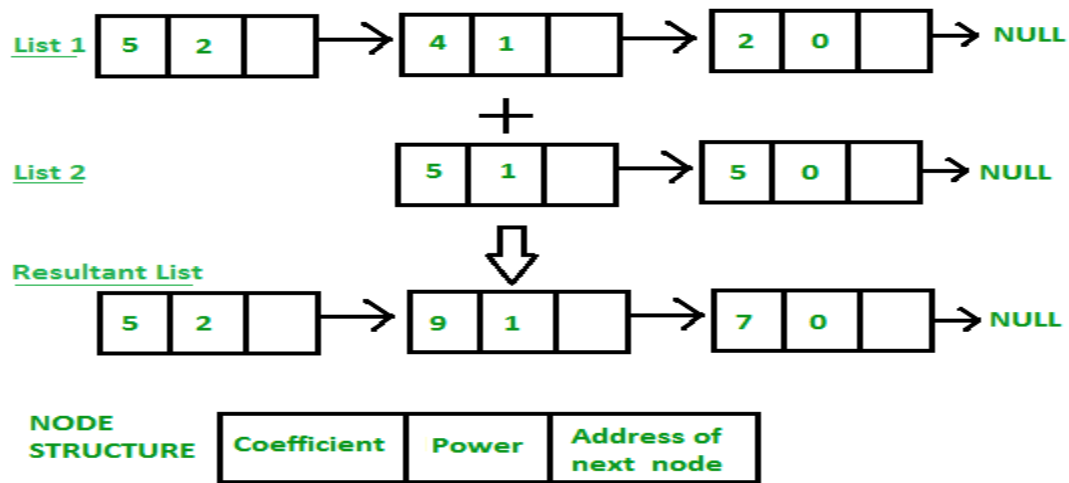 List 1 5 2 4 1 2 0 NULL
+
List 2 5 1 5 0 NULL
Resultant List
5 2 9 1 7 0 NULL
NODE
STRUCTURE
Coefficient Power Address of
next node